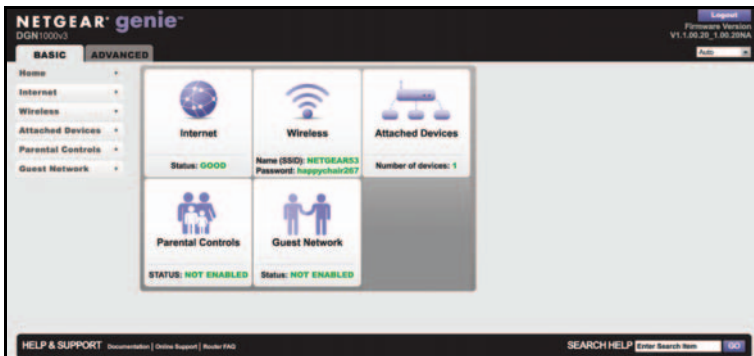 NETGEAR® genie™
DGN1000v3
Logout
Firmware Version
V1.1.00.20_1.00.20NA
BASIC ADVANCED
Auto
Home
Internet
Wireless
Attached Devices
Parental Controls
Guest Network
Internet
Status: GOOD
Wireless
Name (SSID): NETGEAR53
Password: happychair267
Attached Devices
Number of devices: 1
Parental Controls
STATUS: NOT ENABLED
Guest Network
Status: NOT ENABLED
HELP & SUPPORT Documentation | Online Support | Router FAQ
SEARCH HELP Enter Search Item GO